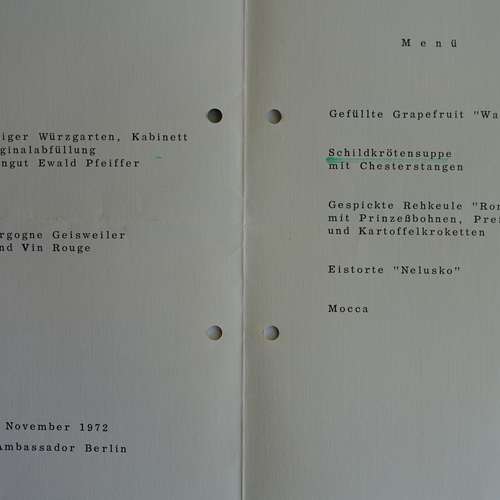 iger Würzgarten, Kabinett
ginalabfüllung
ngut Ewald Pfeiffer
rgogne Geisweiler
nd Vin Rouge
November 1972
Ambassador Berlin
Menü
Gefüllte Grapefruit "Wa
Schildkrötensuppe
mit Chesterstangen
Gespickte Rehkeule "Ro
mit Prinzeßbohnen, Prei
und Kartoffelkroketten
Eistorte "Nelusko"
Mocca